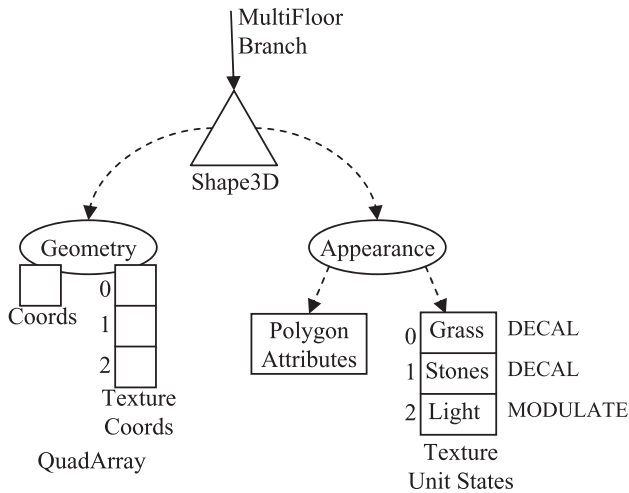 MultiFloor
Branch
Shape3D
Geometry
Appearance
Coords
0
1
2
Texture
Coords
QuadArray
Polygon
Attributes
0 Grass DECAL
1 Stones DECAL
2 Light MODULATE
Texture
Unit States